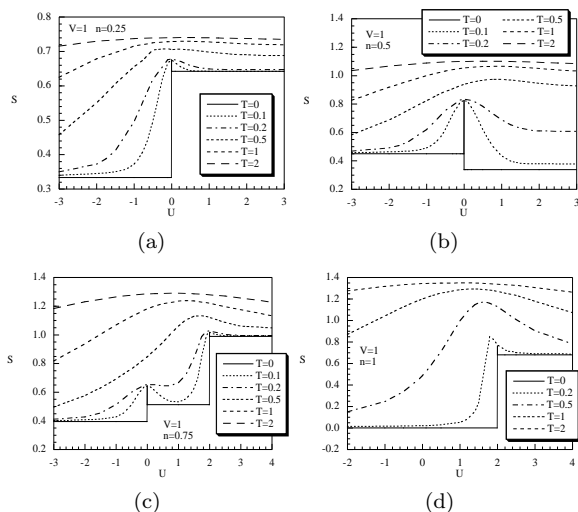 0.8
0.7
0.6
0.5
0.4
0.3
S
V=1 n=0.25
T=0
T=0.1
T=0.2
T=0.5
T=1
T=2
-3 -2 -1 0 1 2 3
U
(a)
1.4
1.2
1.0
0.8
0.6
0.4
0.2
S
V=1
n=0.5
T=0 T=0.5
T=0.1 T=1
T=0.2 T=2
-3 -2 -1 0 1 2 3
U
(b)
1.4
1.2
1.0
0.8
0.6
0.4
0.2
S
T=0
T=0.1
T=0.2
T=0.5
T=1
T=2
V=1
n=0.75
-3 -2 -1 0 1 2 3 4
U
(c)
1.4
1.2
1.0
0.8
0.6
0.4
0.2
0.0
S
V=1
n=1
T=0
T=0.2
T=0.5
T=1
T=2
-2 -1 0 1 2 3 4
U
(d)